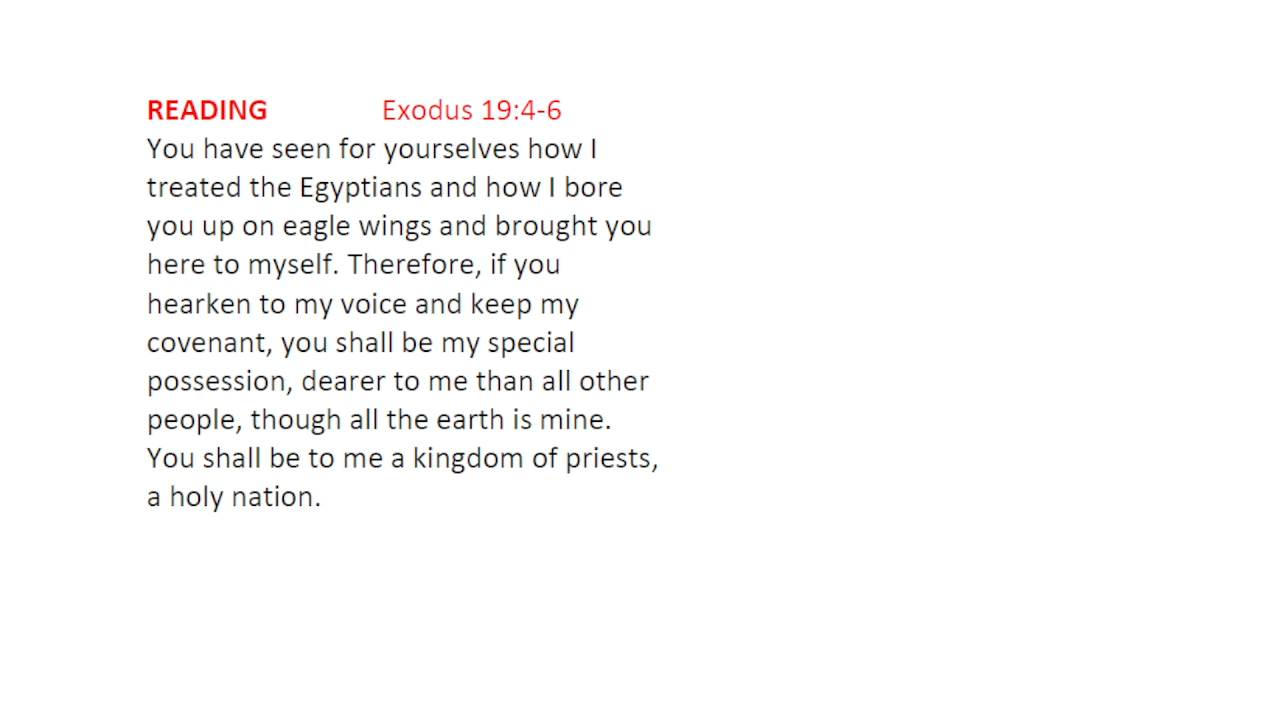 READING Exodus 19:4-6
You have seen for yourselves how I
treated the Egyptians and how I bore
you up on eagle wings and brought you
here to myself. Therefore, if you
hearken to my voice and keep my
covenant, you shall be my special
possession, dearer to me than all other
people, though all the earth is mine.
You shall be to me a kingdom of priests,
a holy nation.